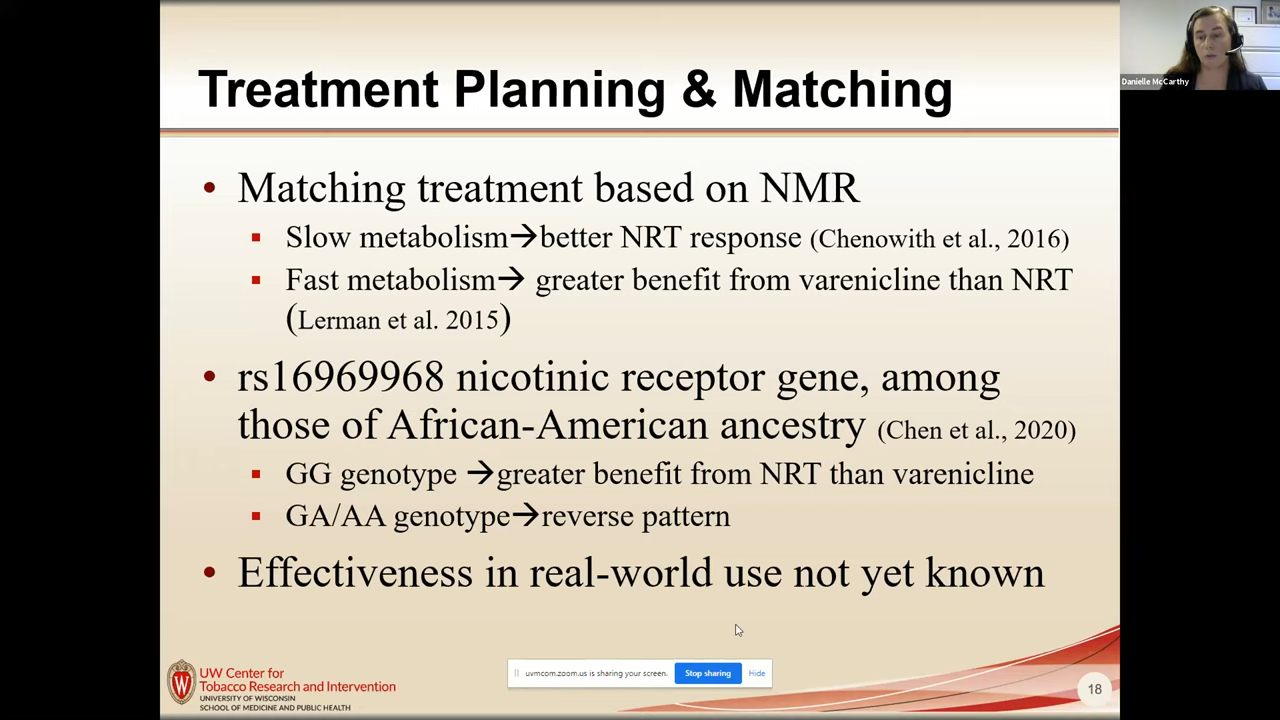 Treatment Planning & Matching
Danielle McCarthy
• Matching treatment based on NMR
▪ Slow metabolism→better NRT response (Chenowith et al., 2016)
▪ Fast metabolism→ greater benefit from varenicline than NRT
(Lerman et al. 2015)
• rs16969968 nicotinic receptor gene, among
those of African-American ancestry (Chen et al., 2020)
▪ GG genotype →greater benefit from NRT than varenicline
▪ GA/AA genotype→reverse pattern
• Effectiveness in real-world use not yet known
uvmcom.zoom.us is sharing your screen. Stop sharing Hide
W
UW Center for
Tobacco Research and Intervention
UNIVERSITY OF WISCONSIN
SCHOOL OF MEDICINE AND PUBLIC HEALTH
18